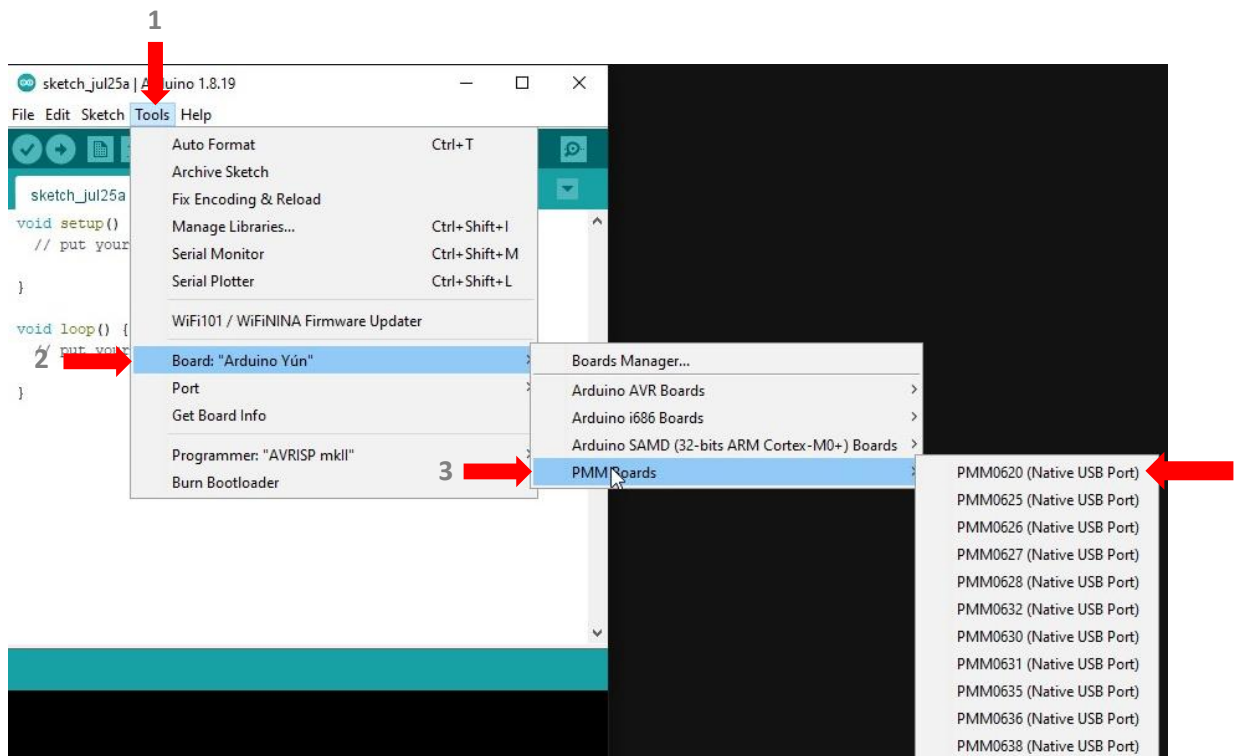 1
sketch_jul25a | Arduino 1.8.19
File Edit Sketch Tools Help
Auto Format Ctrl+T
Archive Sketch
sketch_jul25a
Fix Encoding & Reload
void setup()
Manage Libraries... Ctrl+Shift+I
// put your
Serial Monitor Ctrl+Shift+M
Serial Plotter Ctrl+Shift+L
}
WiFi101 / WiFiNINA Firmware Updater
void loop() {
// put your
2
Board: "Arduino Yún"
Boards Manager...
}
Port
Arduino AVR Boards
Get Board Info
Arduino i686 Boards
Arduino SAMD (32-bits ARM Cortex-M0+) Boards
Programmer: "AVRISP mkII"
3
PMM Boards
PMM0620 (Native USB Port)
Burn Bootloader
PMM0625 (Native USB Port)
PMM0626 (Native USB Port)
PMM0627 (Native USB Port)
PMM0628 (Native USB Port)
PMM0632 (Native USB Port)
PMM0630 (Native USB Port)
PMM0631 (Native USB Port)
PMM0635 (Native USB Port)
PMM0636 (Native USB Port)
PMM0638 (Native USB Port)